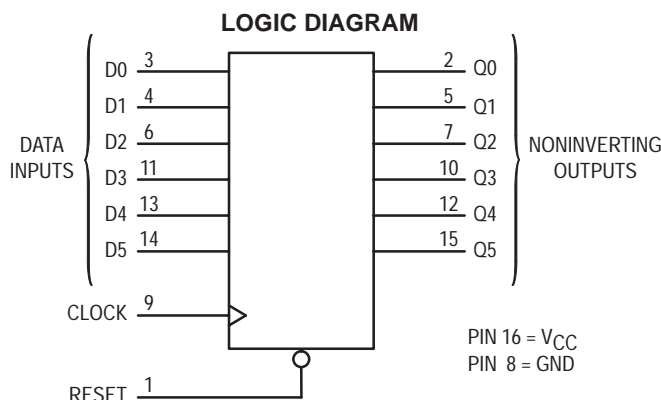 LOGIC DIAGRAM
D0 3
D1 4
D2 6
D3 11
D4 13
D5 14
DATA
INPUTS
2 Q0
5 Q1
7 Q2
10 Q3
12 Q4
15 Q5
NONINVERTING
OUTPUTS
CLOCK 9
PIN 16 = VCC
PIN 8 = GND
RESET 1